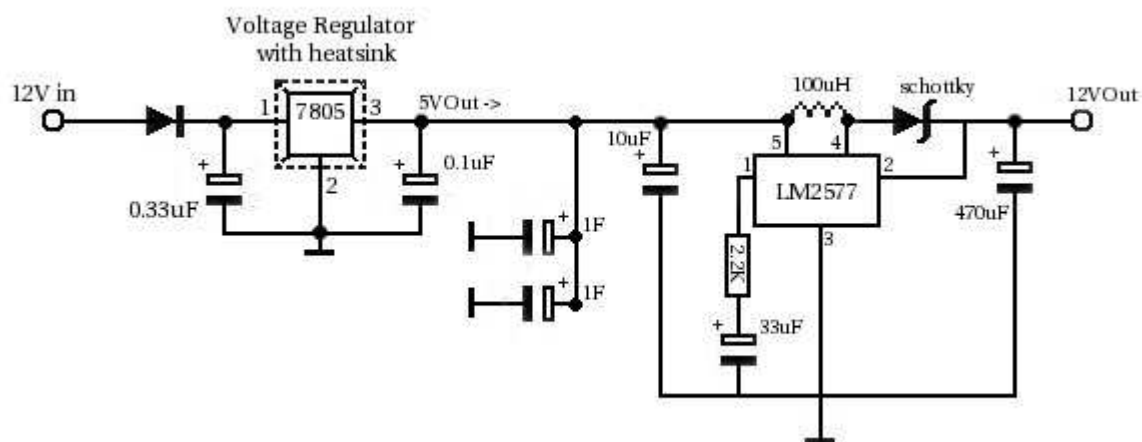 Voltage Regulator
with heatsink
12V in
1
7805
3
2
+
0.33uF
5VOut ->
+
0.1uF
+
1F
+
1F
10uF
+
100uH
schottky
12VOut
5
4
1
LM2577
2
3
2.2K
+
33uF
+
470uF